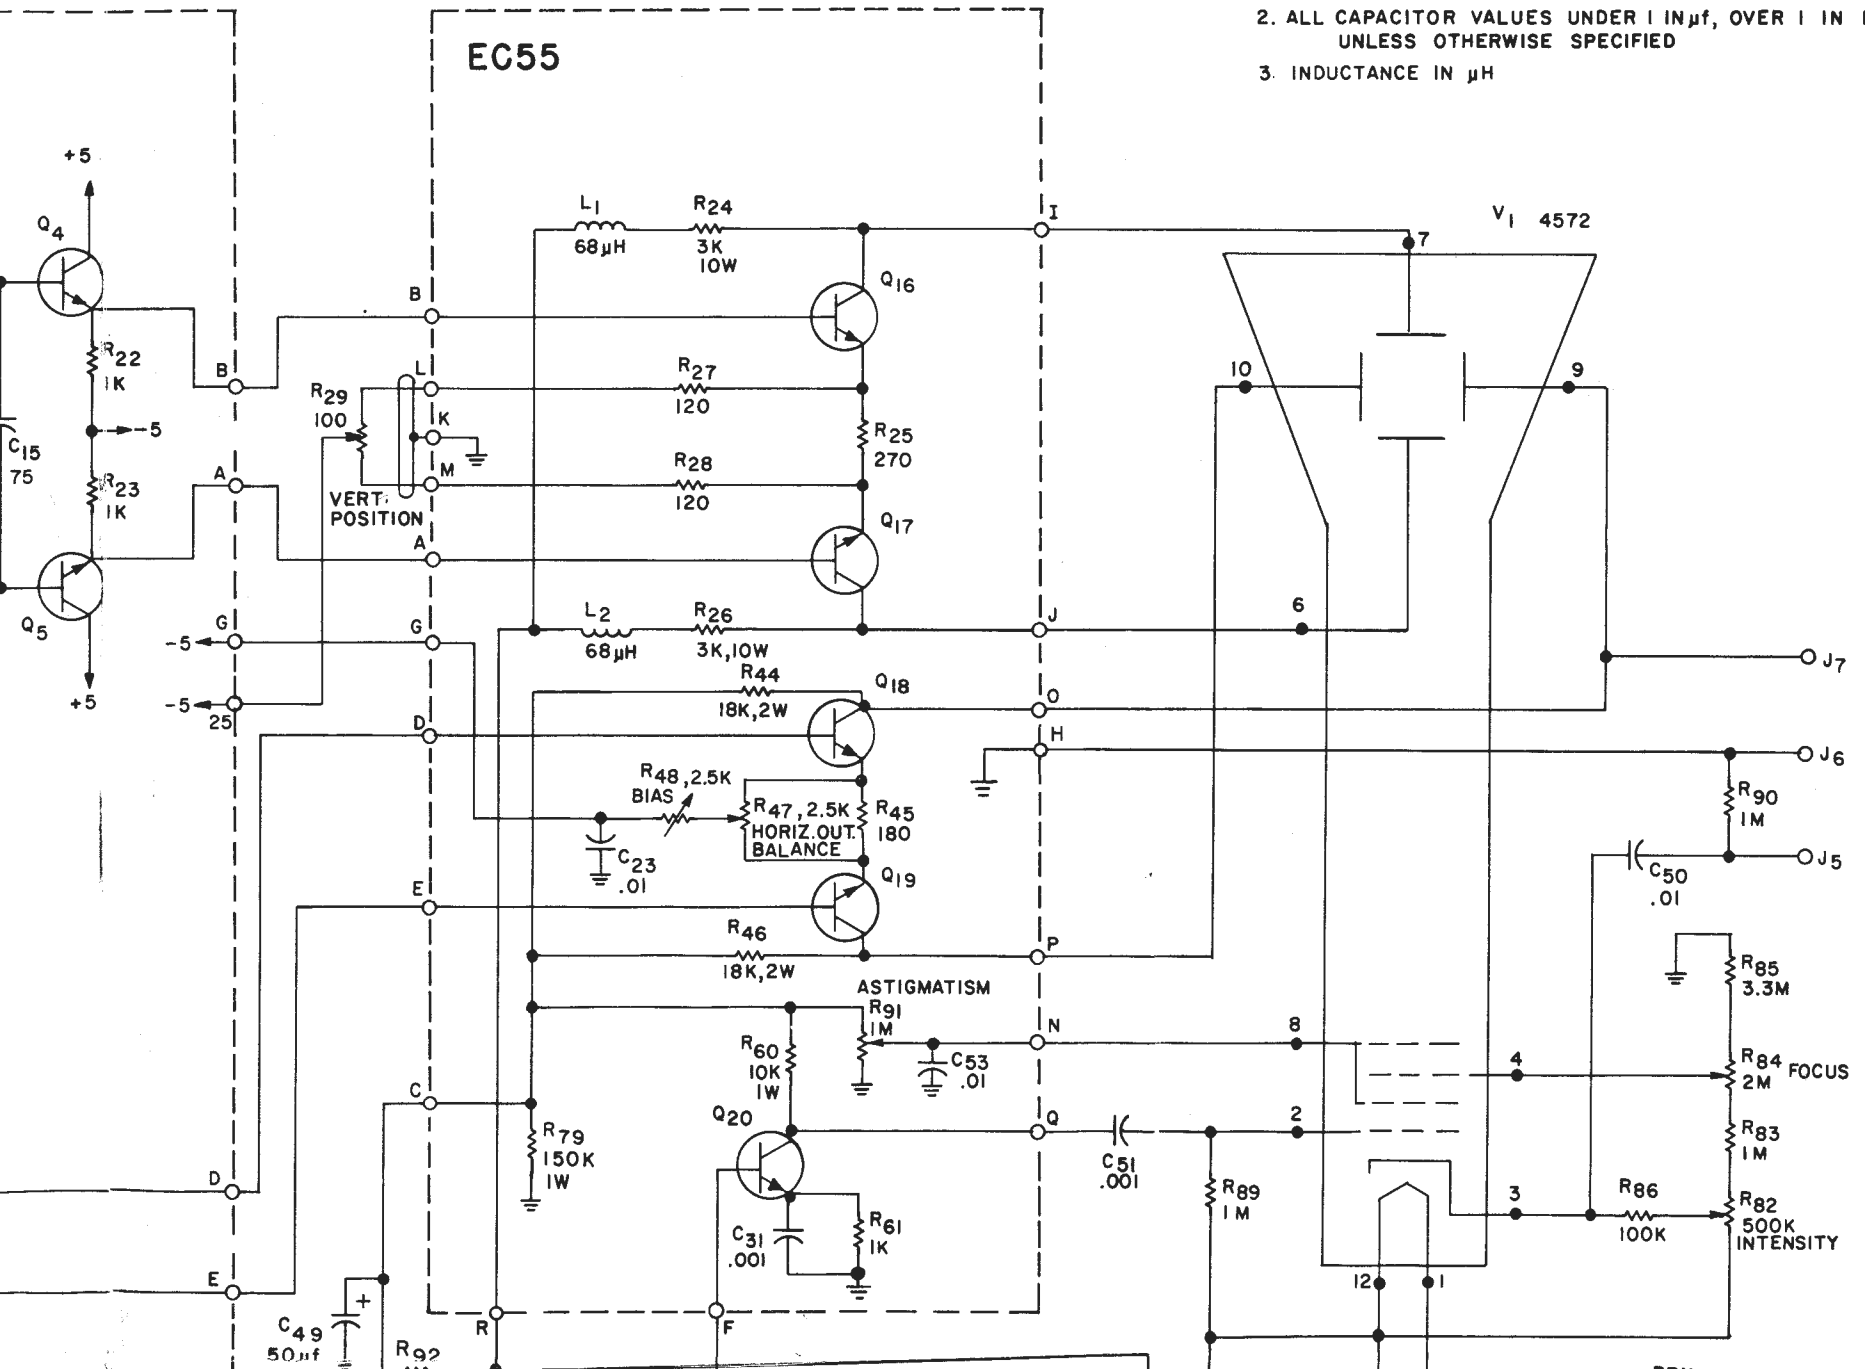 2. ALL CAPACITOR VALUES UNDER 1 IN µf, OVER 1 IN
UNLESS OTHERWISE SPECIFIED
3. INDUCTANCE IN µH
EC55
+5
Q4
R22
1K
-5
C15
75
R23
1K
Q5
+5
B
A
G
-5
-5
25
D
E
B
L
K
M
A
G
D
E
C
R29
100
VERT.
POSITION
L1
68µH
R24
3K
10W
Q16
R27
120
R25
270
R28
120
Q17
L2
68µH
R26
3K,10W
R44
18K,2W
Q18
R48,2.5K
BIAS
R47,2.5K
HORIZ.OUT.
BALANCE
R45
180
C23
.01
Q19
R46
18K,2W
ASTIGMATISM
R91
1M
R60
10K
1W
C53
.01
Q20
R79
150K
1W
C31
.001
R61
1K
C49
50µf
+
R92
R
F
I
J
O
H
P
N
Q
V1 4572
7
10
9
6
8
4
2
3
12
1
J7
J6
R90
1M
J5
C50
.01
R85
3.3M
R84
2M
FOCUS
R83
1M
R82
500K
INTENSITY
R86
100K
C51
.001
R89
1M